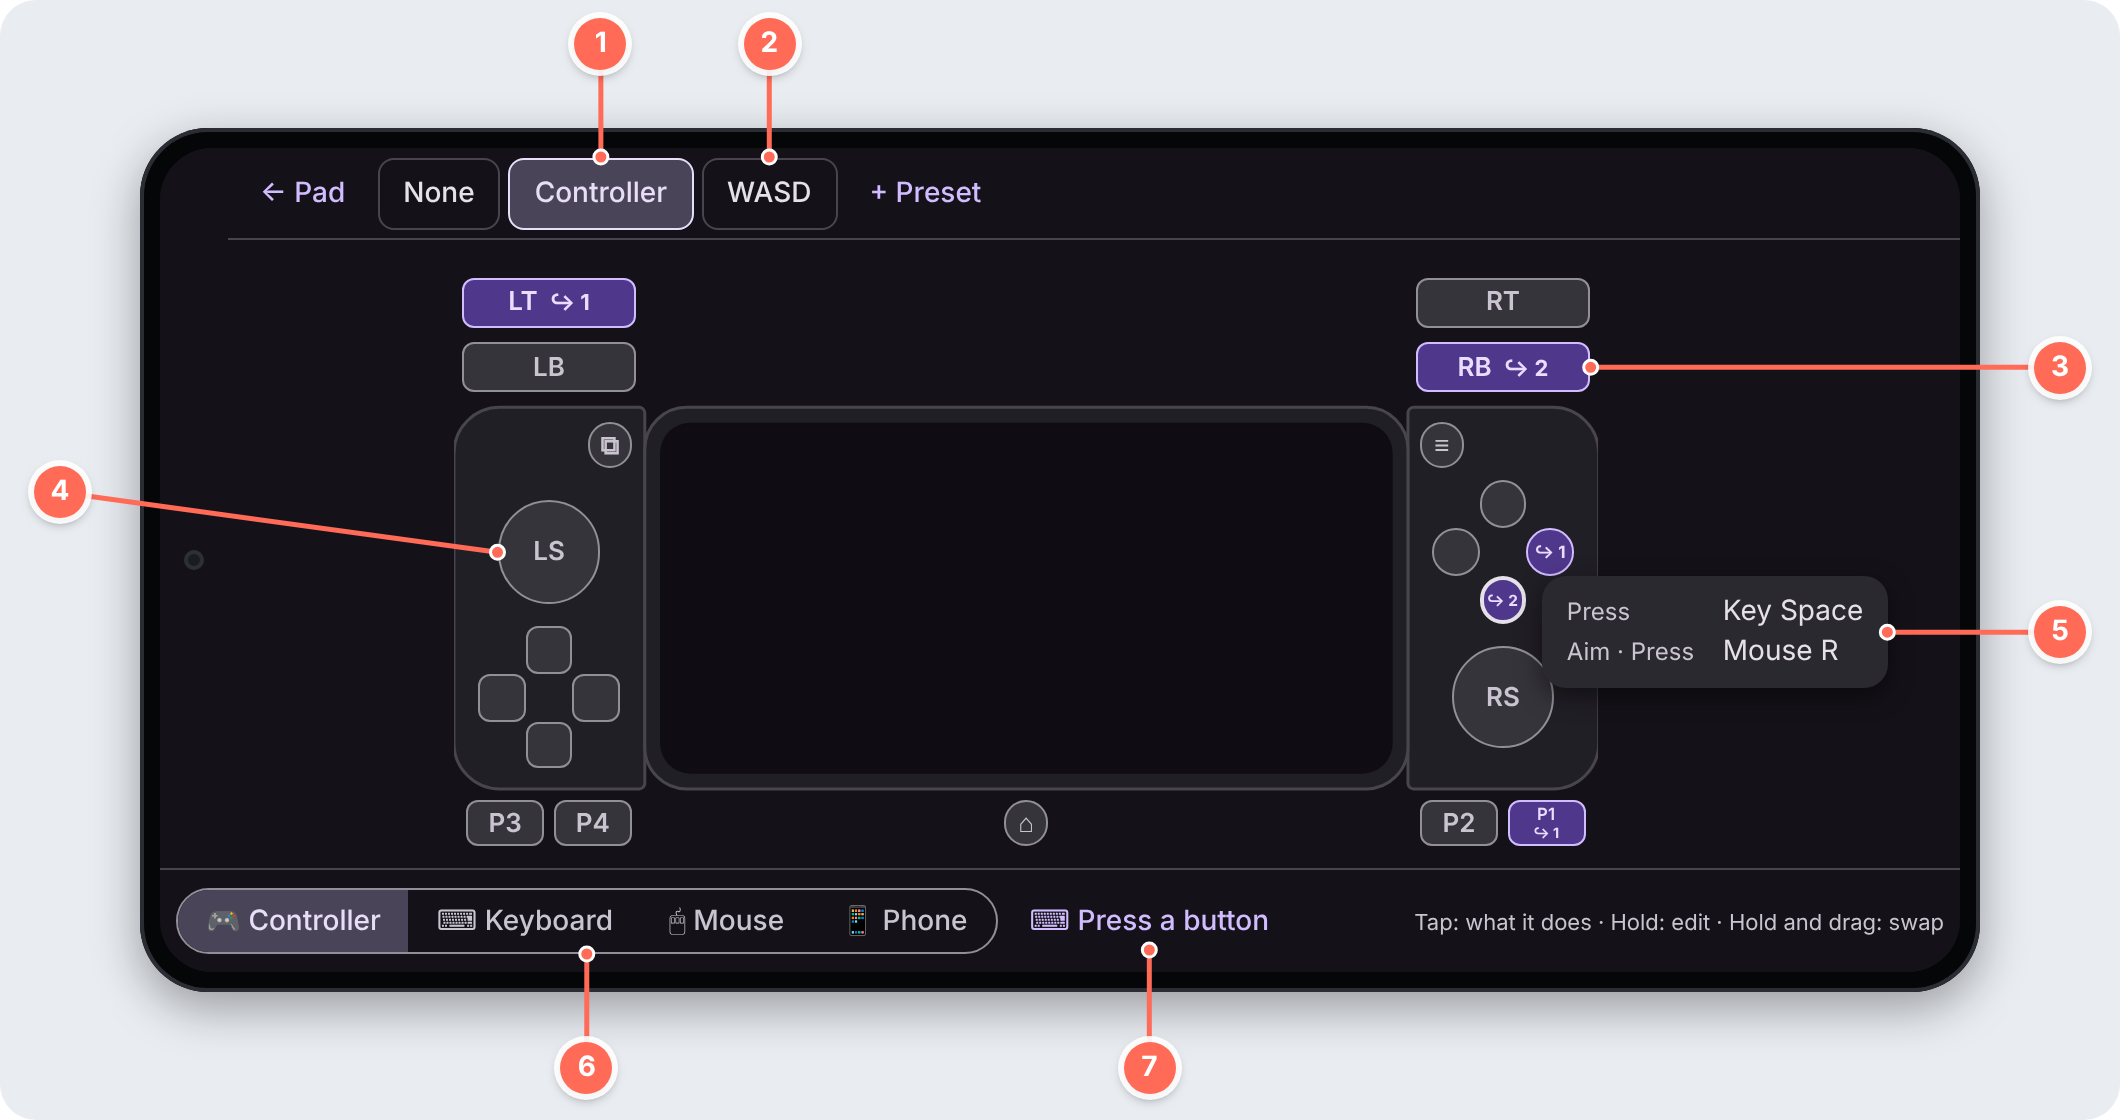 1
2
← Pad
None
Controller
WASD
+ Preset
LT ↪ 1
RT
LB
RB ↪ 2
3
4
LS
↪ 1
↪ 2
Press Key Space
Aim · Press Mouse R
5
RS
P3
P4
P2
P1
↪ 1
Controller
Keyboard
Mouse
Phone
Press a button
Tap: what it does · Hold: edit · Hold and drag: swap
6
7